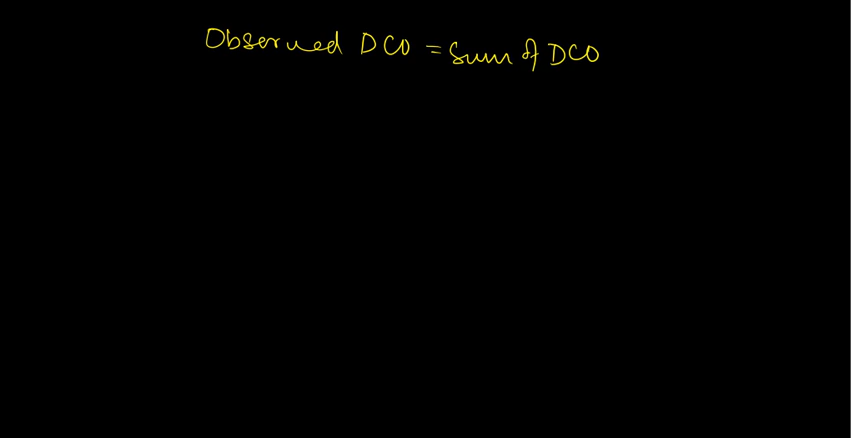 Observed DCO = Sum of DCO